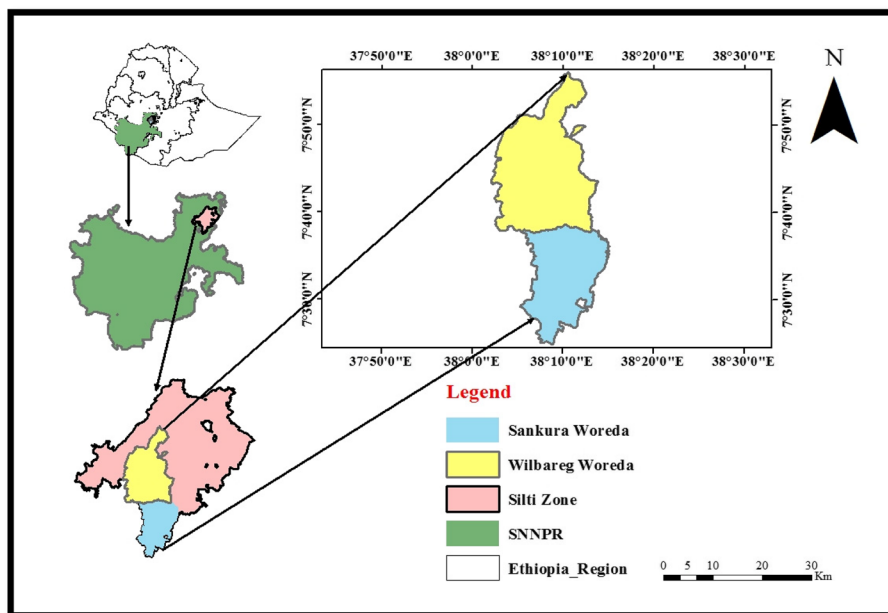 37°50'0"E 38°0'0"E 38°10'0"E 38°20'0"E 38°30'0"E
N
7°50'0"N 7°50'0"N
7°40'0"N 7°40'0"N
7°30'0"N 7°30'0"N
37°50'0"E 38°0'0"E 38°10'0"E 38°20'0"E 38°30'0"E
Legend
Sankura Woreda
Wilbareg Woreda
Silti Zone
SNNPR
Ethiopia_Region
0 5 10 20 30
Km